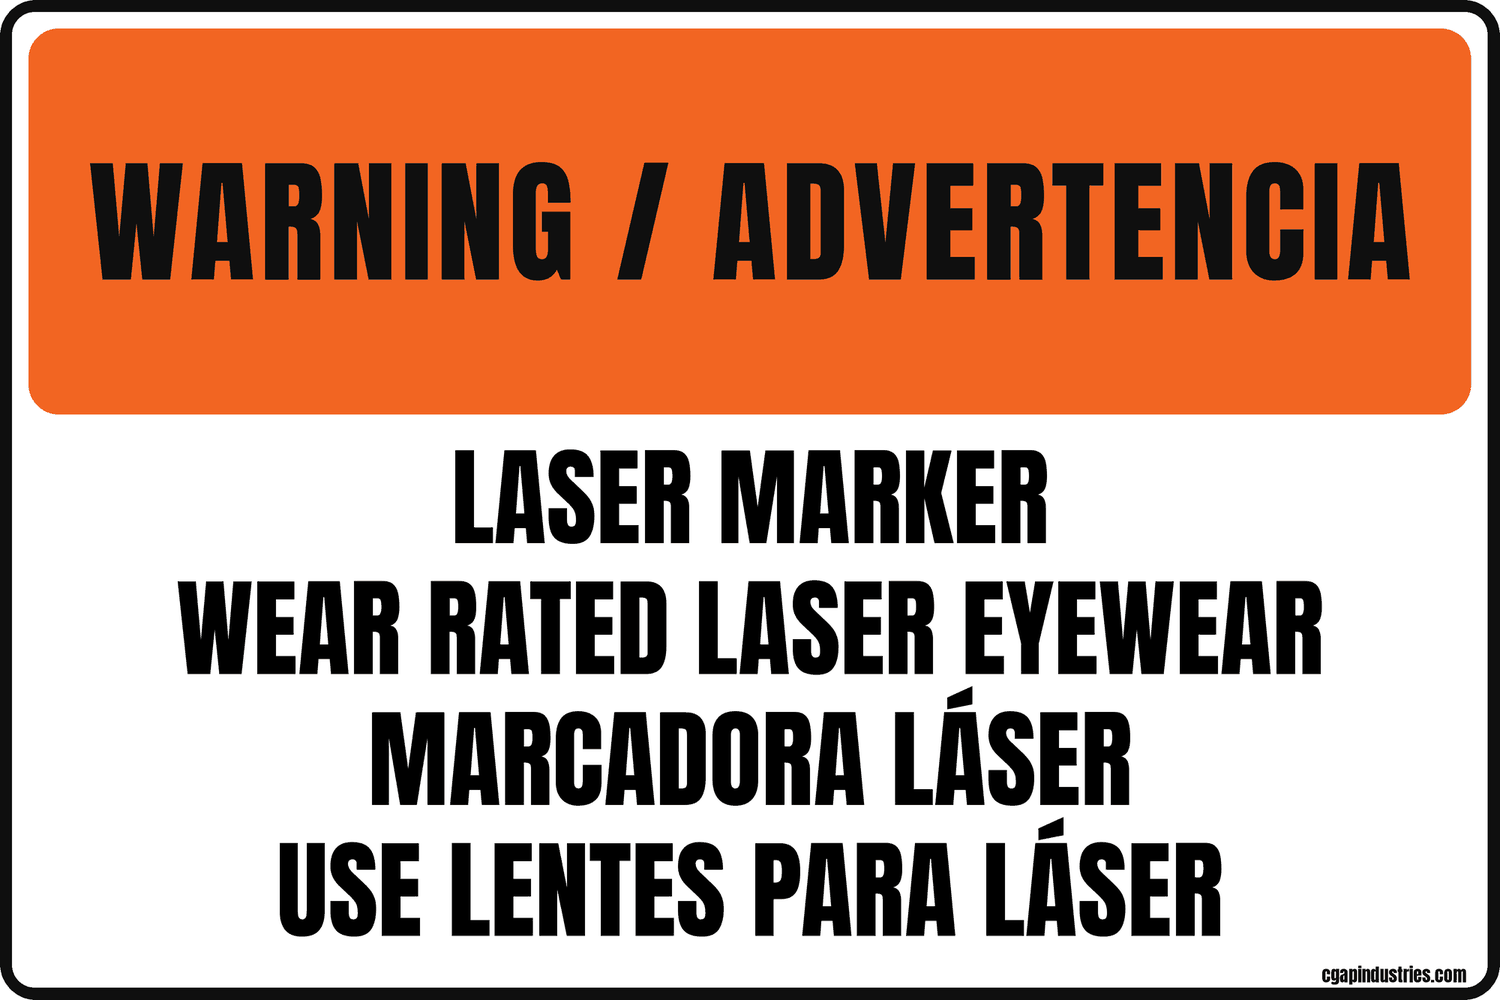 WARNING / ADVERTENCIA
LASER MARKER
WEAR RATED LASER EYEWEAR
MARCADORA LÁSER
USE LENTES PARA LÁSER
cgapindustries.com